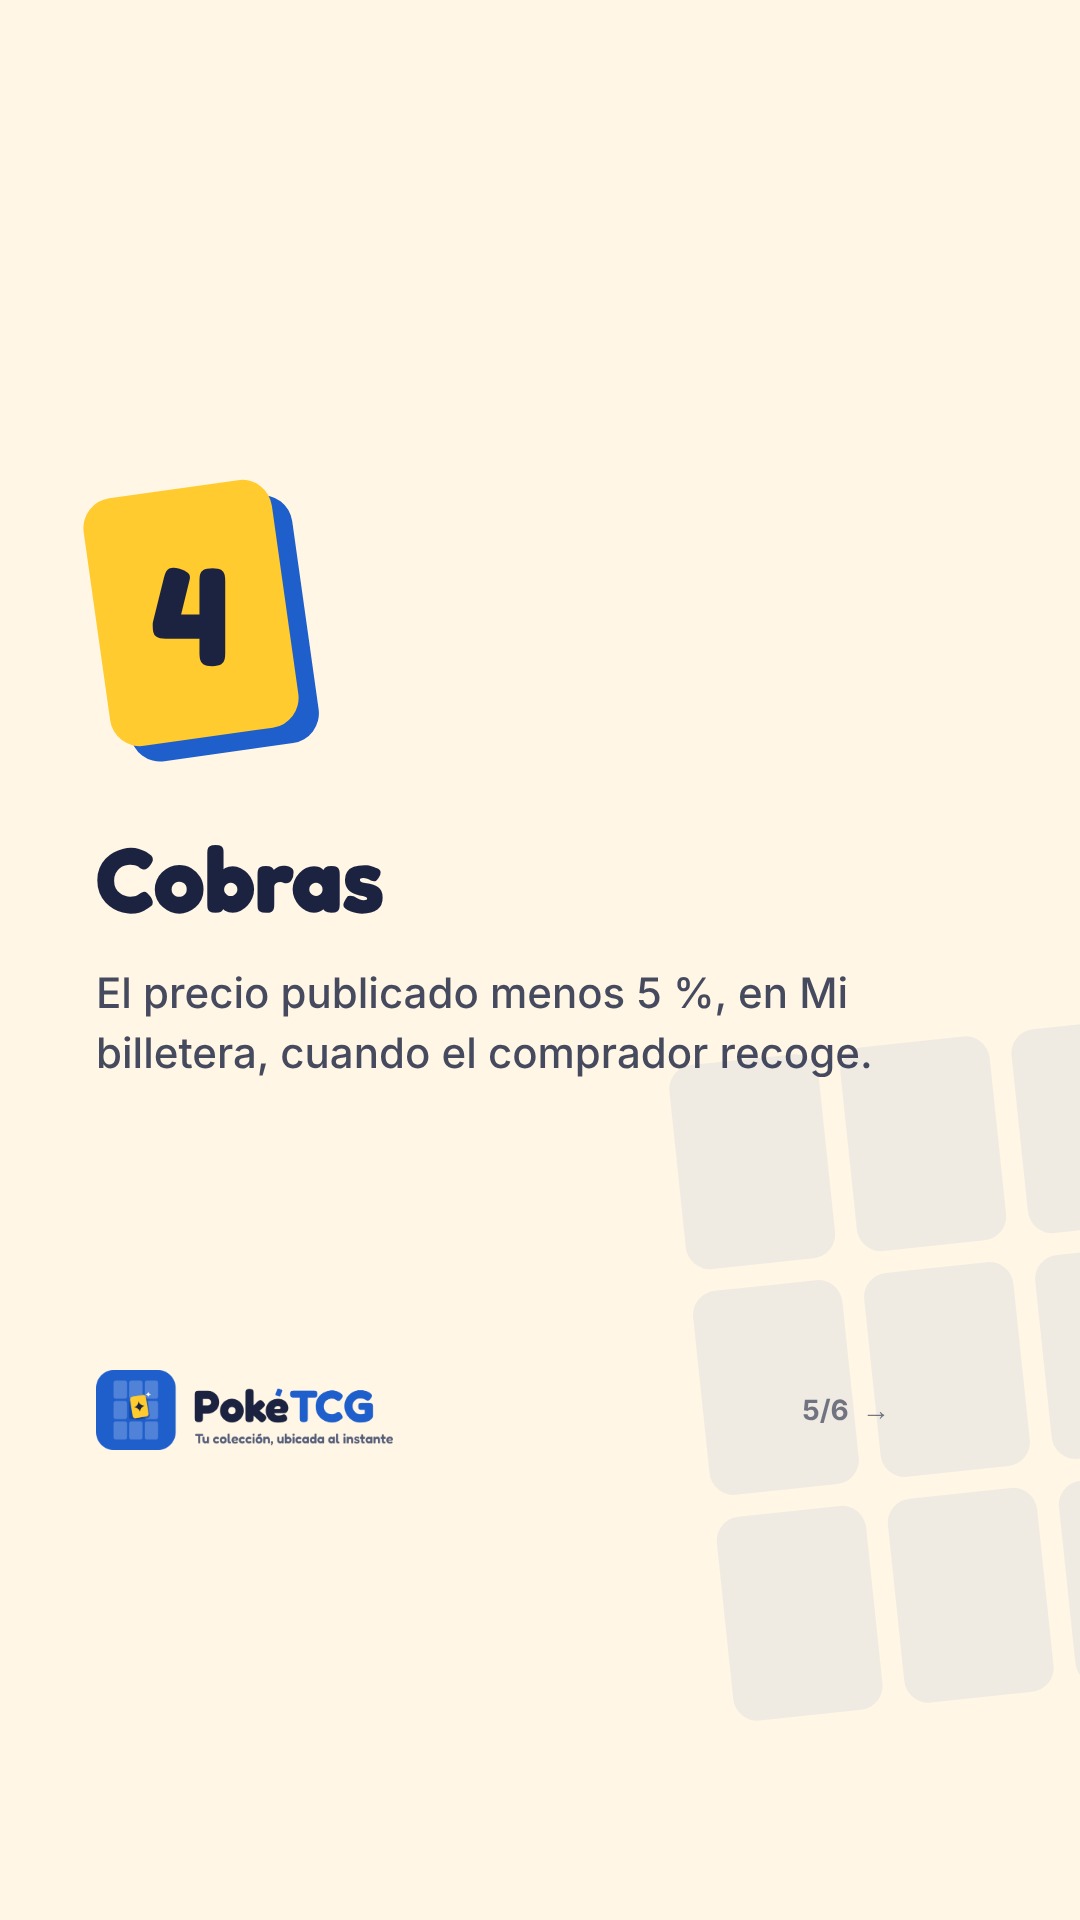 4
Cobras
El precio publicado menos 5 %, en Mi
billetera, cuando el comprador recoge.
PokéTCG
Tu colección, ubicada al instante
5/6 →